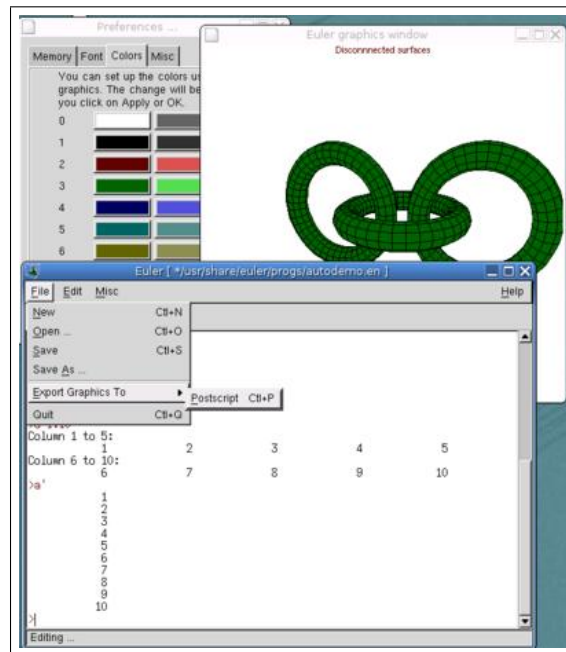 Preferences ...
Memory Font Colors Misc
You can set up the colors us
graphics. The change will be
you click on Apply or OK.
0
1
2
3
4
5
6
Euler graphics window
Disconnnected surfaces
Euler [ */usr/share/euler/progs/autodemo.en ]
File Edit Misc Help
New Ctl+N
Open ... Ctl+O
Save Ctl+S
Save As ...
Export Graphics To
Postscript Ctl+P
Quit Ctl+Q
Column 1 to 5:
1 2 3 4 5
Column 6 to 10:
6 7 8 9 10
>a'
1
2
3
4
5
6
7
8
9
10
>
Editing ...